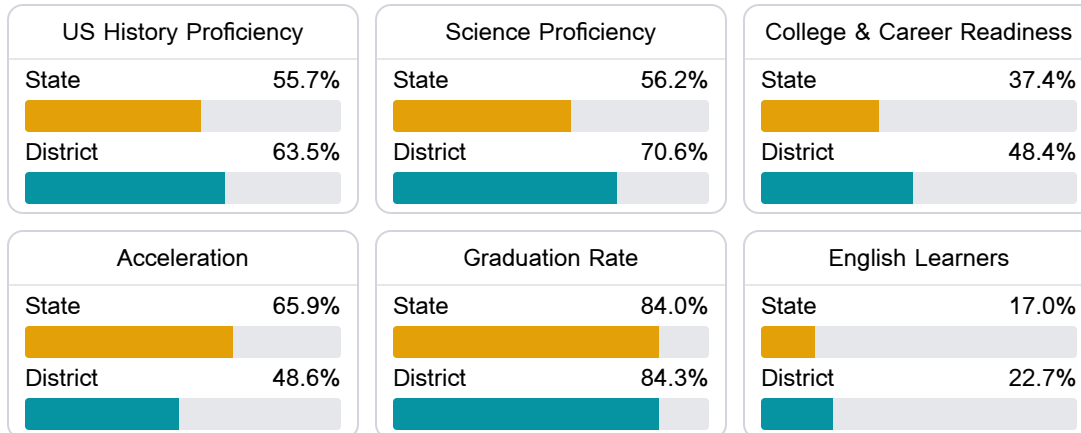 US History Proficiency
State 55.7%
District 63.5%
Science Proficiency
State 56.2%
District 70.6%
College & Career Readiness
State 37.4%
District 48.4%
Acceleration
State 65.9%
District 48.6%
Graduation Rate
State 84.0%
District 84.3%
English Learners
State 17.0%
District 22.7%